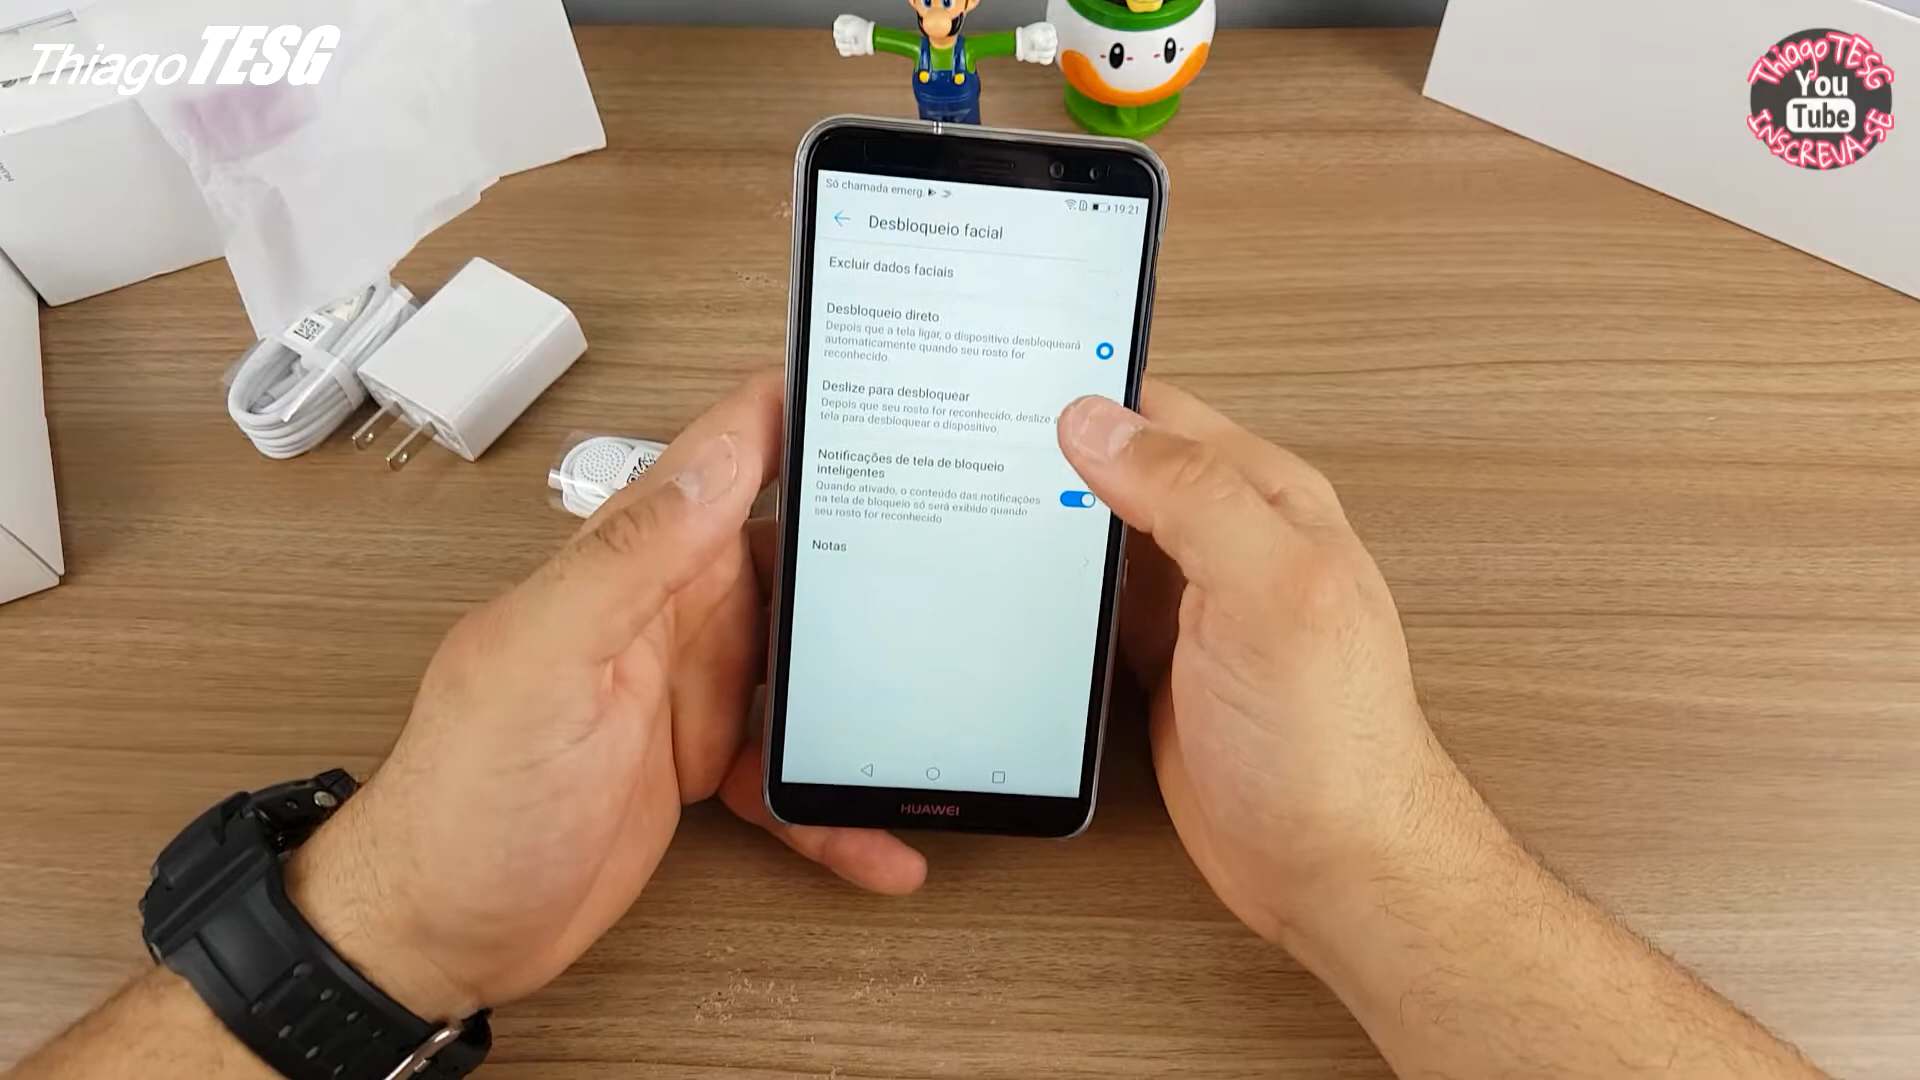 ThiagoTESG
ThiagoTESG
You
Tube
INSCREVA-SE
Só chamada emerg.
19:21
Desbloqueio facial
Excluir dados faciais
Desbloqueio direto
Depois que a tela ligar, o dispositivo desbloqueará
automaticamente quando seu rosto for
reconhecido.
Deslize para desbloquear
Depois que seu rosto for reconhecido, deslize a
tela para desbloquear o dispositivo.
Notificações de tela de bloqueio
inteligentes
Quando ativado, o conteúdo das notificações
na tela de bloqueio só será exibido quando
seu rosto for reconhecido
Notas
HUAWEI